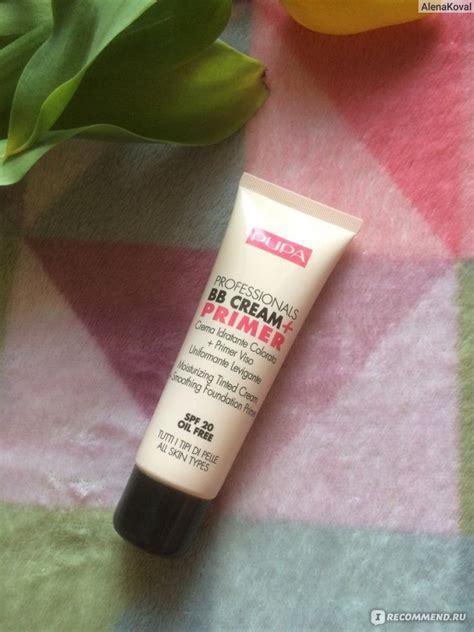 AlenaKoval
PUPA
PROFESSIONALS
BB CREAM+
PRIMER
Crema Idratante Colorata
+ Primer Viso
Uniformante Levigante
Moisturizing Tinted Cream
Smoothing Foundation Primer
SPF 20
OIL FREE
TUTTI I TIPI DI PELLE
ALL SKIN TYPES
RECOMMEND.RU